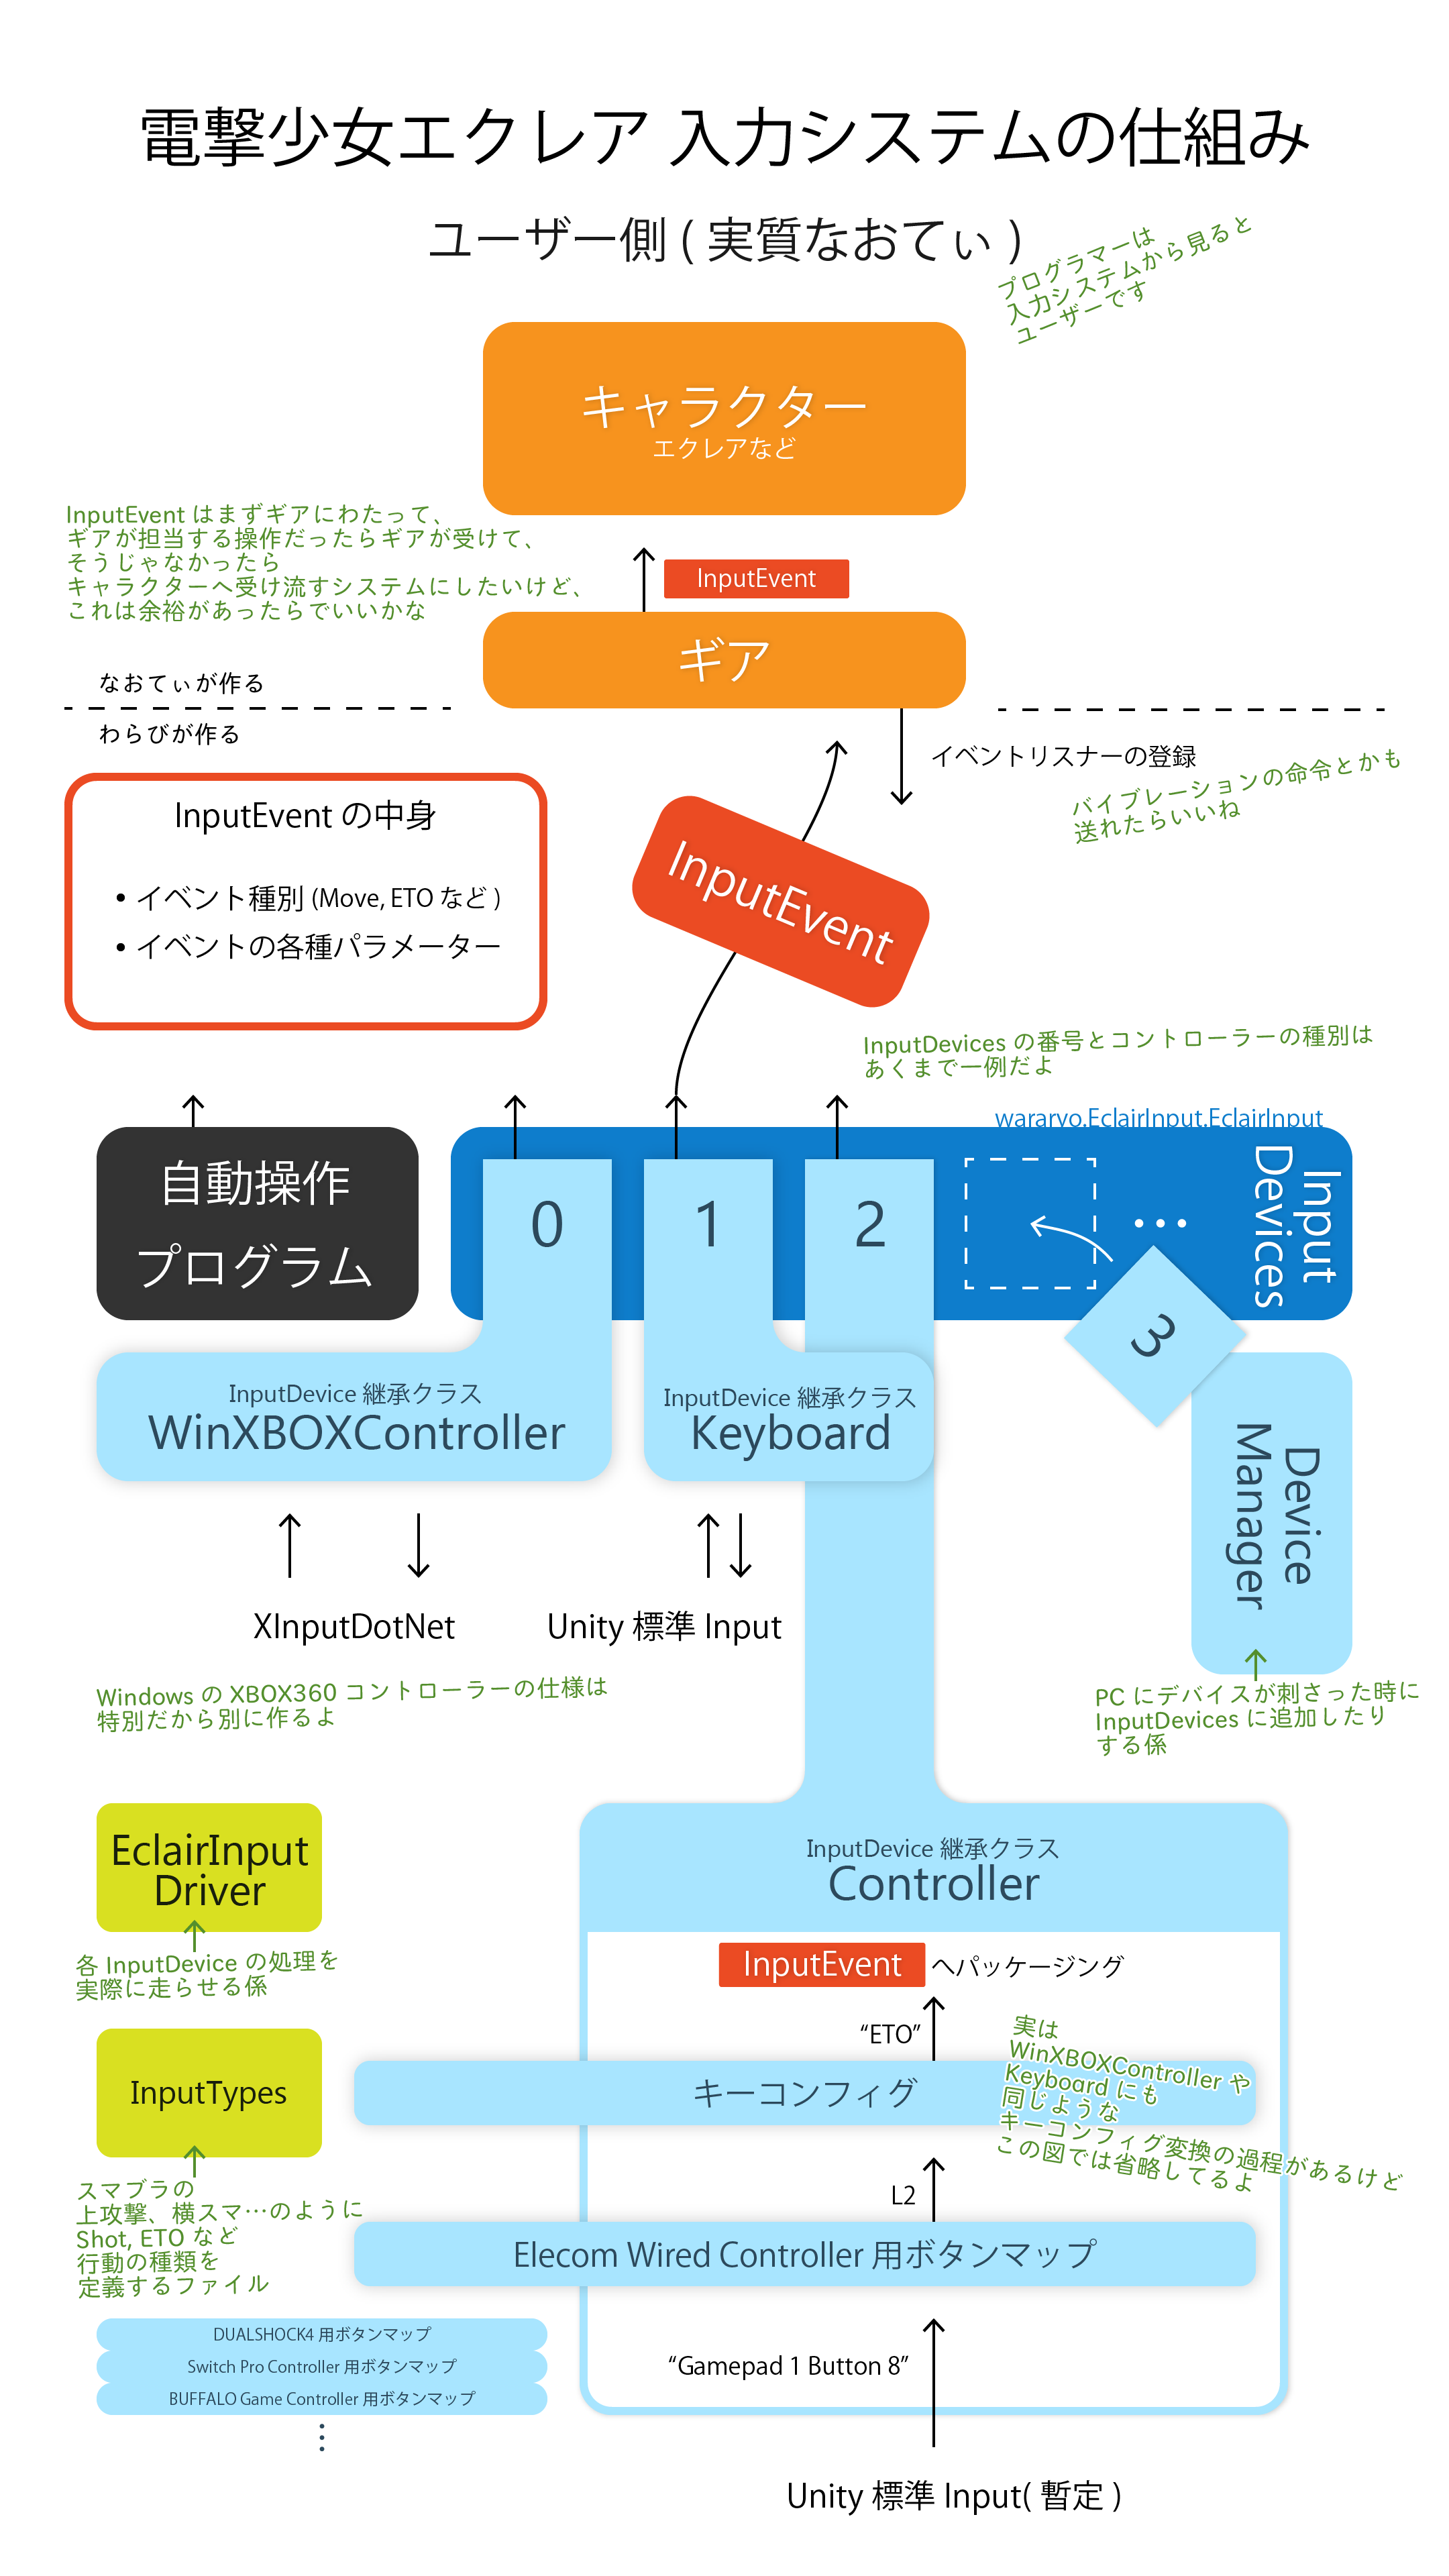 電撃少女エクレア 入力システムの仕組み
ユーザー側 ( 実質なおてぃ )
プログラマーは
入力システムから見ると
ユーザーです
キャラクター
エクレアなど
InputEvent はまずギアにわたって、
ギアが担当する操作だったらギアが受けて、
そうじゃなかったら
キャラクターへ受け流すシステムにしたいけど、
これは余裕があったらでいいかな
InputEvent
ギア
なおてぃが作る
わらびが作る
イベントリスナーの登録
バイブレーションの命令とかも
送れたらいいね
InputEvent の中身
• イベント種別 (Move, ETO など )
• イベントの各種パラメーター
InputEvent
InputDevices の番号とコントローラーの種別は
あくまで一例だよ
wararyo.EclairInput.EclairInput
自動操作
プログラム
0
1
2
…
Input
Devices
3
InputDevice 継承クラス
WinXBOXController
InputDevice 継承クラス
Keyboard
Device
Manager
XInputDotNet
Unity 標準 Input
Windows の XBOX360 コントローラーの仕様は
特別だから別に作るよ
PC にデバイスが刺さった時に
InputDevices に追加したり
する係
EclairInput
Driver
各 InputDevice の処理を
実際に走らせる係
InputDevice 継承クラス
Controller
InputEvent へパッケージング
“ETO”
実は
WinXBOXController や
Keyboard にも
同じような
キーコンフィグ変換の過程があるけど
この図では省略してるよ
InputTypes
キーコンフィグ
スマブラの
上攻撃、横スマ…のように
Shot, ETO など
行動の種類を
定義するファイル
L2
Elecom Wired Controller 用ボタンマップ
DUALSHOCK4 用ボタンマップ
Switch Pro Controller 用ボタンマップ
BUFFALO Game Controller 用ボタンマップ
⋮
“Gamepad 1 Button 8”
Unity 標準 Input( 暫定 )